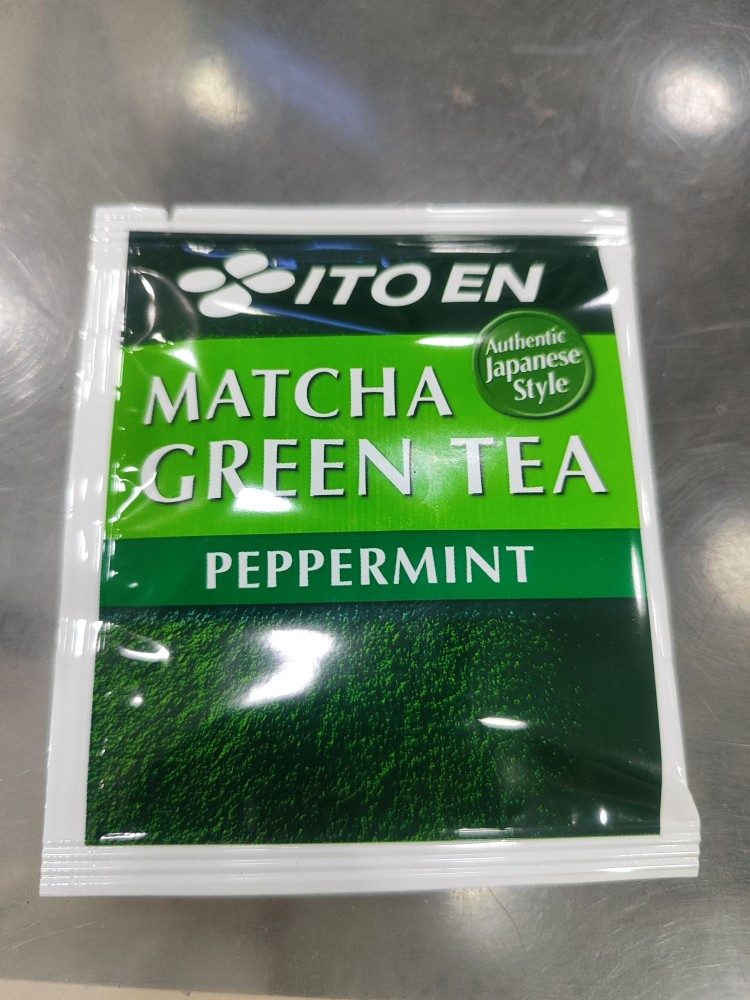 ITO EN
Authentic
Japanese
Style
MATCHA
GREEN TEA
PEPPERMINT